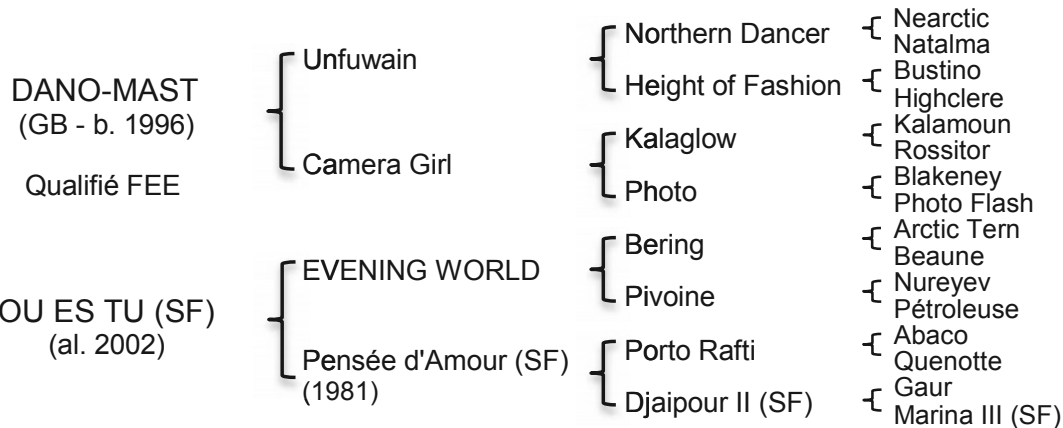 DANO-MAST
(GB - b. 1996)
Qualifié FEE
OU ES TU (SF)
(al. 2002)
Unfuwain
Camera Girl
EVENING WORLD
Pensée d'Amour (SF)
(1981)
Northern Dancer
Height of Fashion
Kalaglow
Photo
Bering
Pivoine
Porto Rafti
Djaipour II (SF)
Nearctic
Natalma
Bustino
Highclere
Kalamoun
Rossitor
Blakeney
Photo Flash
Arctic Tern
Beaune
Nureyev
Pétroleuse
Abaco
Quenotte
Gaur
Marina III (SF)